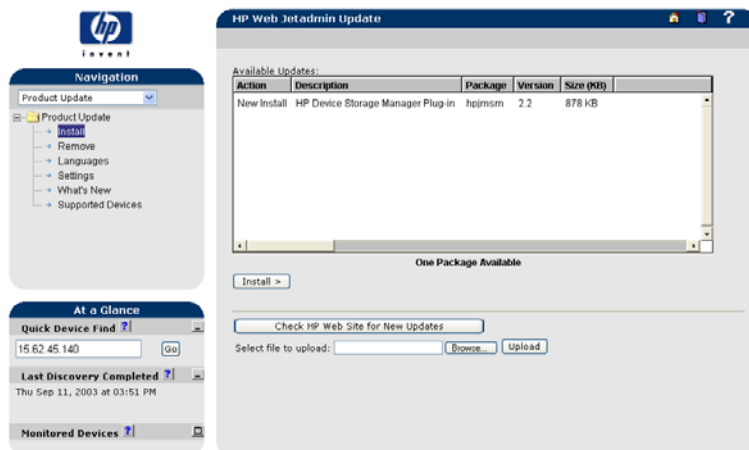 hp
invent
Navigation
Product Update
Product Update
Install
Remove
Languages
Settings
What's New
Supported Devices
At a Glance
Quick Device Find ?
15.62.45.140 Go
Last Discovery Completed ?
Thu Sep 11, 2003 at 03:51 PM
Monitored Devices ?
HP Web Jetadmin Update ?
Available Updates:
Action Description Package Version Size (KB)
New Install HP Device Storage Manager Plug-in hpjmsm 2.2 878 KB
One Package Available
Install >
Check HP Web Site for New Updates
Select file to upload: Browse... Upload